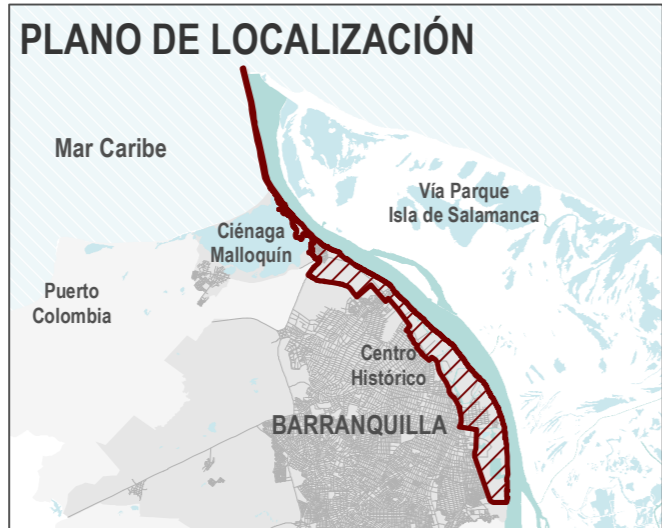 PLANO DE LOCALIZACIÓN
Mar Caribe
Vía Parque
Isla de Salamanca
Ciénaga
Malloquín
Puerto
Colombia
Centro
Histórico
BARRANQUILLA